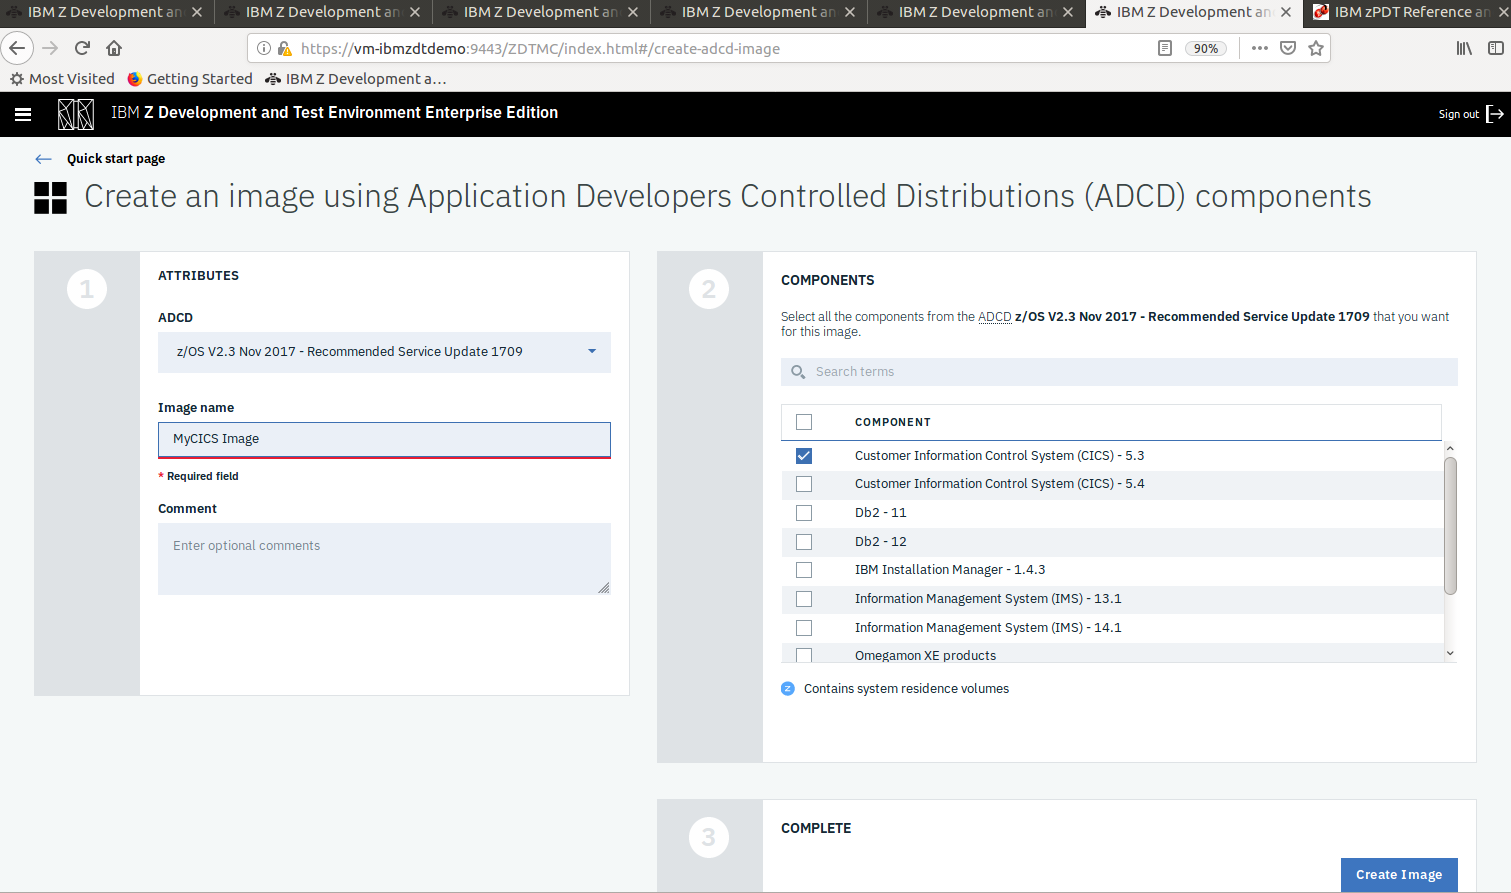 IBM Z Development an
IBM Z Development an
IBM Z Development an
IBM Z Development an
IBM Z Development an
IBM Z Development an
IBM zPDT Reference an
https://vm-ibmzdtdemo:9443/ZDTMC/index.html#/create-adcd-image
90%
Most Visited
Getting Started
IBM Z Development a...
IBM Z Development and Test Environment Enterprise Edition
Sign out
Quick start page
Create an image using Application Developers Controlled Distributions (ADCD) components
1
ATTRIBUTES
ADCD
z/OS V2.3 Nov 2017 - Recommended Service Update 1709
Image name
MyCICS Image
* Required field
Comment
Enter optional comments
2
COMPONENTS
Select all the components from the ADCD z/OS V2.3 Nov 2017 - Recommended Service Update 1709 that you want
for this image.
Search terms
COMPONENT
Customer Information Control System (CICS) - 5.3
Customer Information Control System (CICS) - 5.4
Db2 - 11
Db2 - 12
IBM Installation Manager - 1.4.3
Information Management System (IMS) - 13.1
Information Management System (IMS) - 14.1
Omegamon XE products
z Contains system residence volumes
3
COMPLETE
Create Image